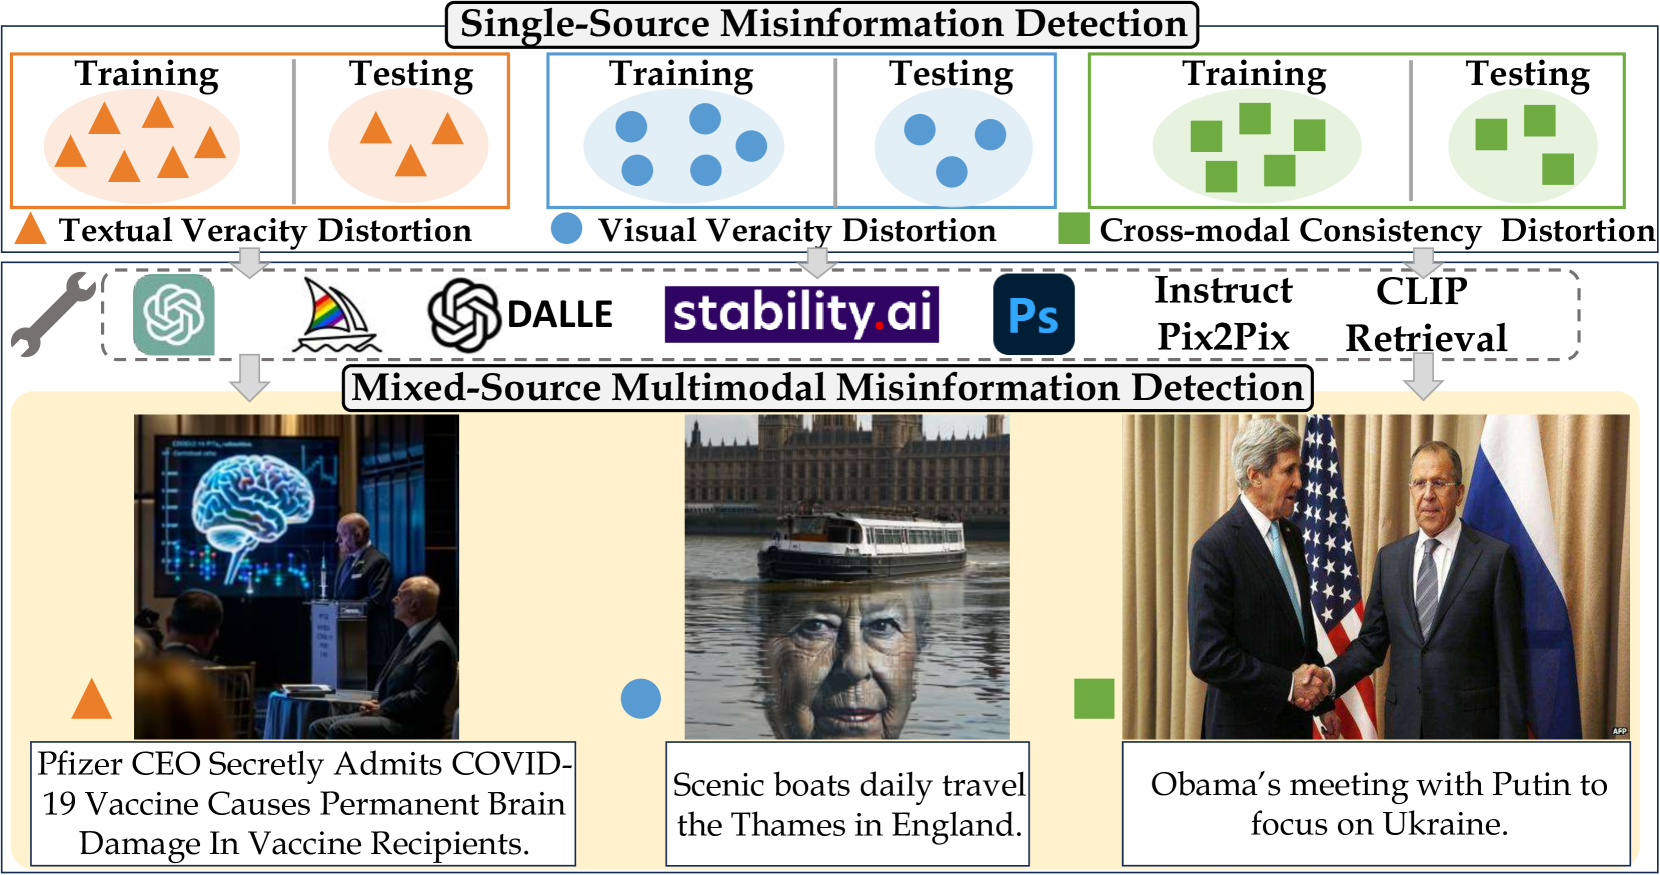 Single-Source Misinformation Detection
Training
Testing
Training
Testing
Training
Testing
Textual Veracity Distortion
Visual Veracity Distortion
Cross-modal Consistency Distortion
DALLE
stability.ai
Ps
Instruct
Pix2Pix
CLIP
Retrieval
Mixed-Source Multimodal Misinformation Detection
AFP
Pfizer CEO Secretly Admits COVID-
19 Vaccine Causes Permanent Brain
Damage In Vaccine Recipients.
Scenic boats daily travel
the Thames in England.
Obama’s meeting with Putin to
focus on Ukraine.